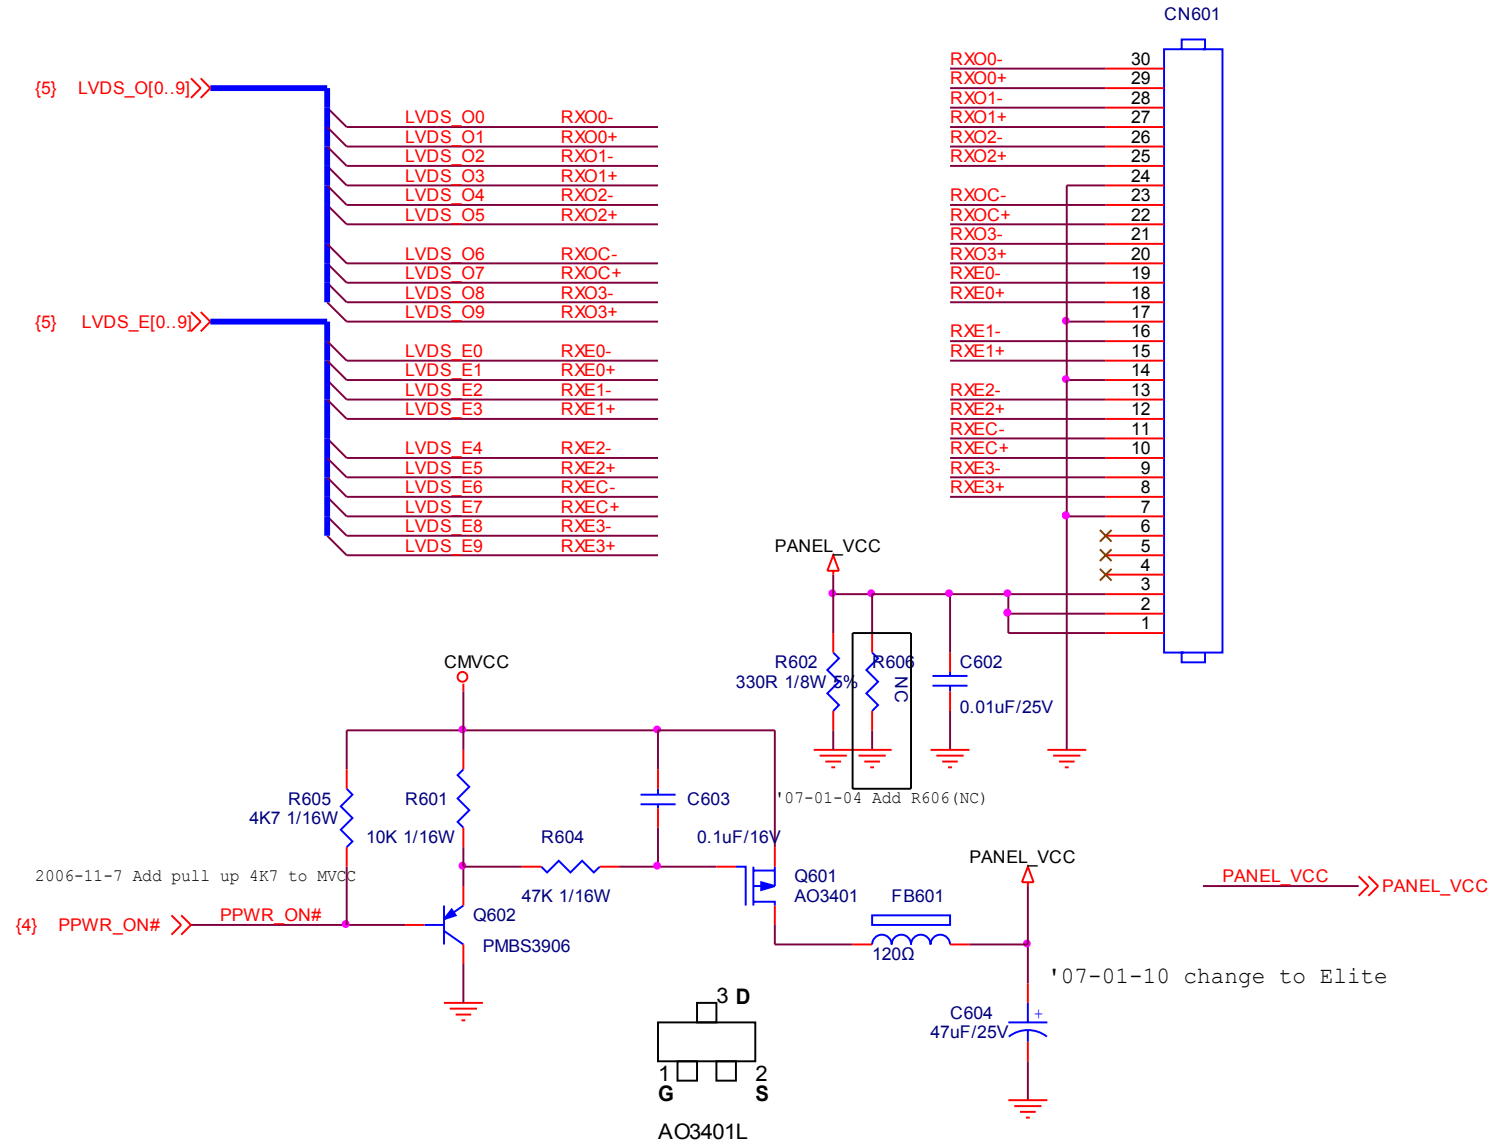 CN601
{5} LVDS_O[0..9]
LVDS_O0 RXO0-
LVDS_O1 RXO0+
LVDS_O2 RXO1-
LVDS_O3 RXO1+
LVDS_O4 RXO2-
LVDS_O5 RXO2+
LVDS_O6 RXOC-
LVDS_O7 RXOC+
LVDS_O8 RXO3-
LVDS_O9 RXO3+
{5} LVDS_E[0..9]
LVDS_E0 RXE0-
LVDS_E1 RXE0+
LVDS_E2 RXE1-
LVDS_E3 RXE1+
LVDS_E4 RXE2-
LVDS_E5 RXE2+
LVDS_E6 RXEC-
LVDS_E7 RXEC+
LVDS_E8 RXE3-
LVDS_E9 RXE3+
RXO0- 30
RXO0+ 29
RXO1- 28
RXO1+ 27
RXO2- 26
RXO2+ 25
24
RXOC- 23
RXOC+ 22
RXO3- 21
RXO3+ 20
RXE0- 19
RXE0+ 18
17
RXE1- 16
RXE1+ 15
14
RXE2- 13
RXE2+ 12
RXEC- 11
RXEC+ 10
RXE3- 9
RXE3+ 8
7
6
5
4
3
2
1
PANEL_VCC
R602
330R 1/8W 5%
R606
NC
C602
0.01uF/25V
'07-01-04 Add R606(NC)
CMVCC
R605
4K7 1/16W
R601
10K 1/16W
R604
47K 1/16W
C603
0.1uF/16V
2006-11-7 Add pull up 4K7 to MVCC
{4} PPWR_ON# PPWR_ON#
Q602
PMBS3906
Q601
AO3401
FB601
120Ω
PANEL_VCC
PANEL_VCC PANEL_VCC
'07-01-10 change to Elite
C604
47uF/25V
+
3 D
1 2
G S
AO3401L